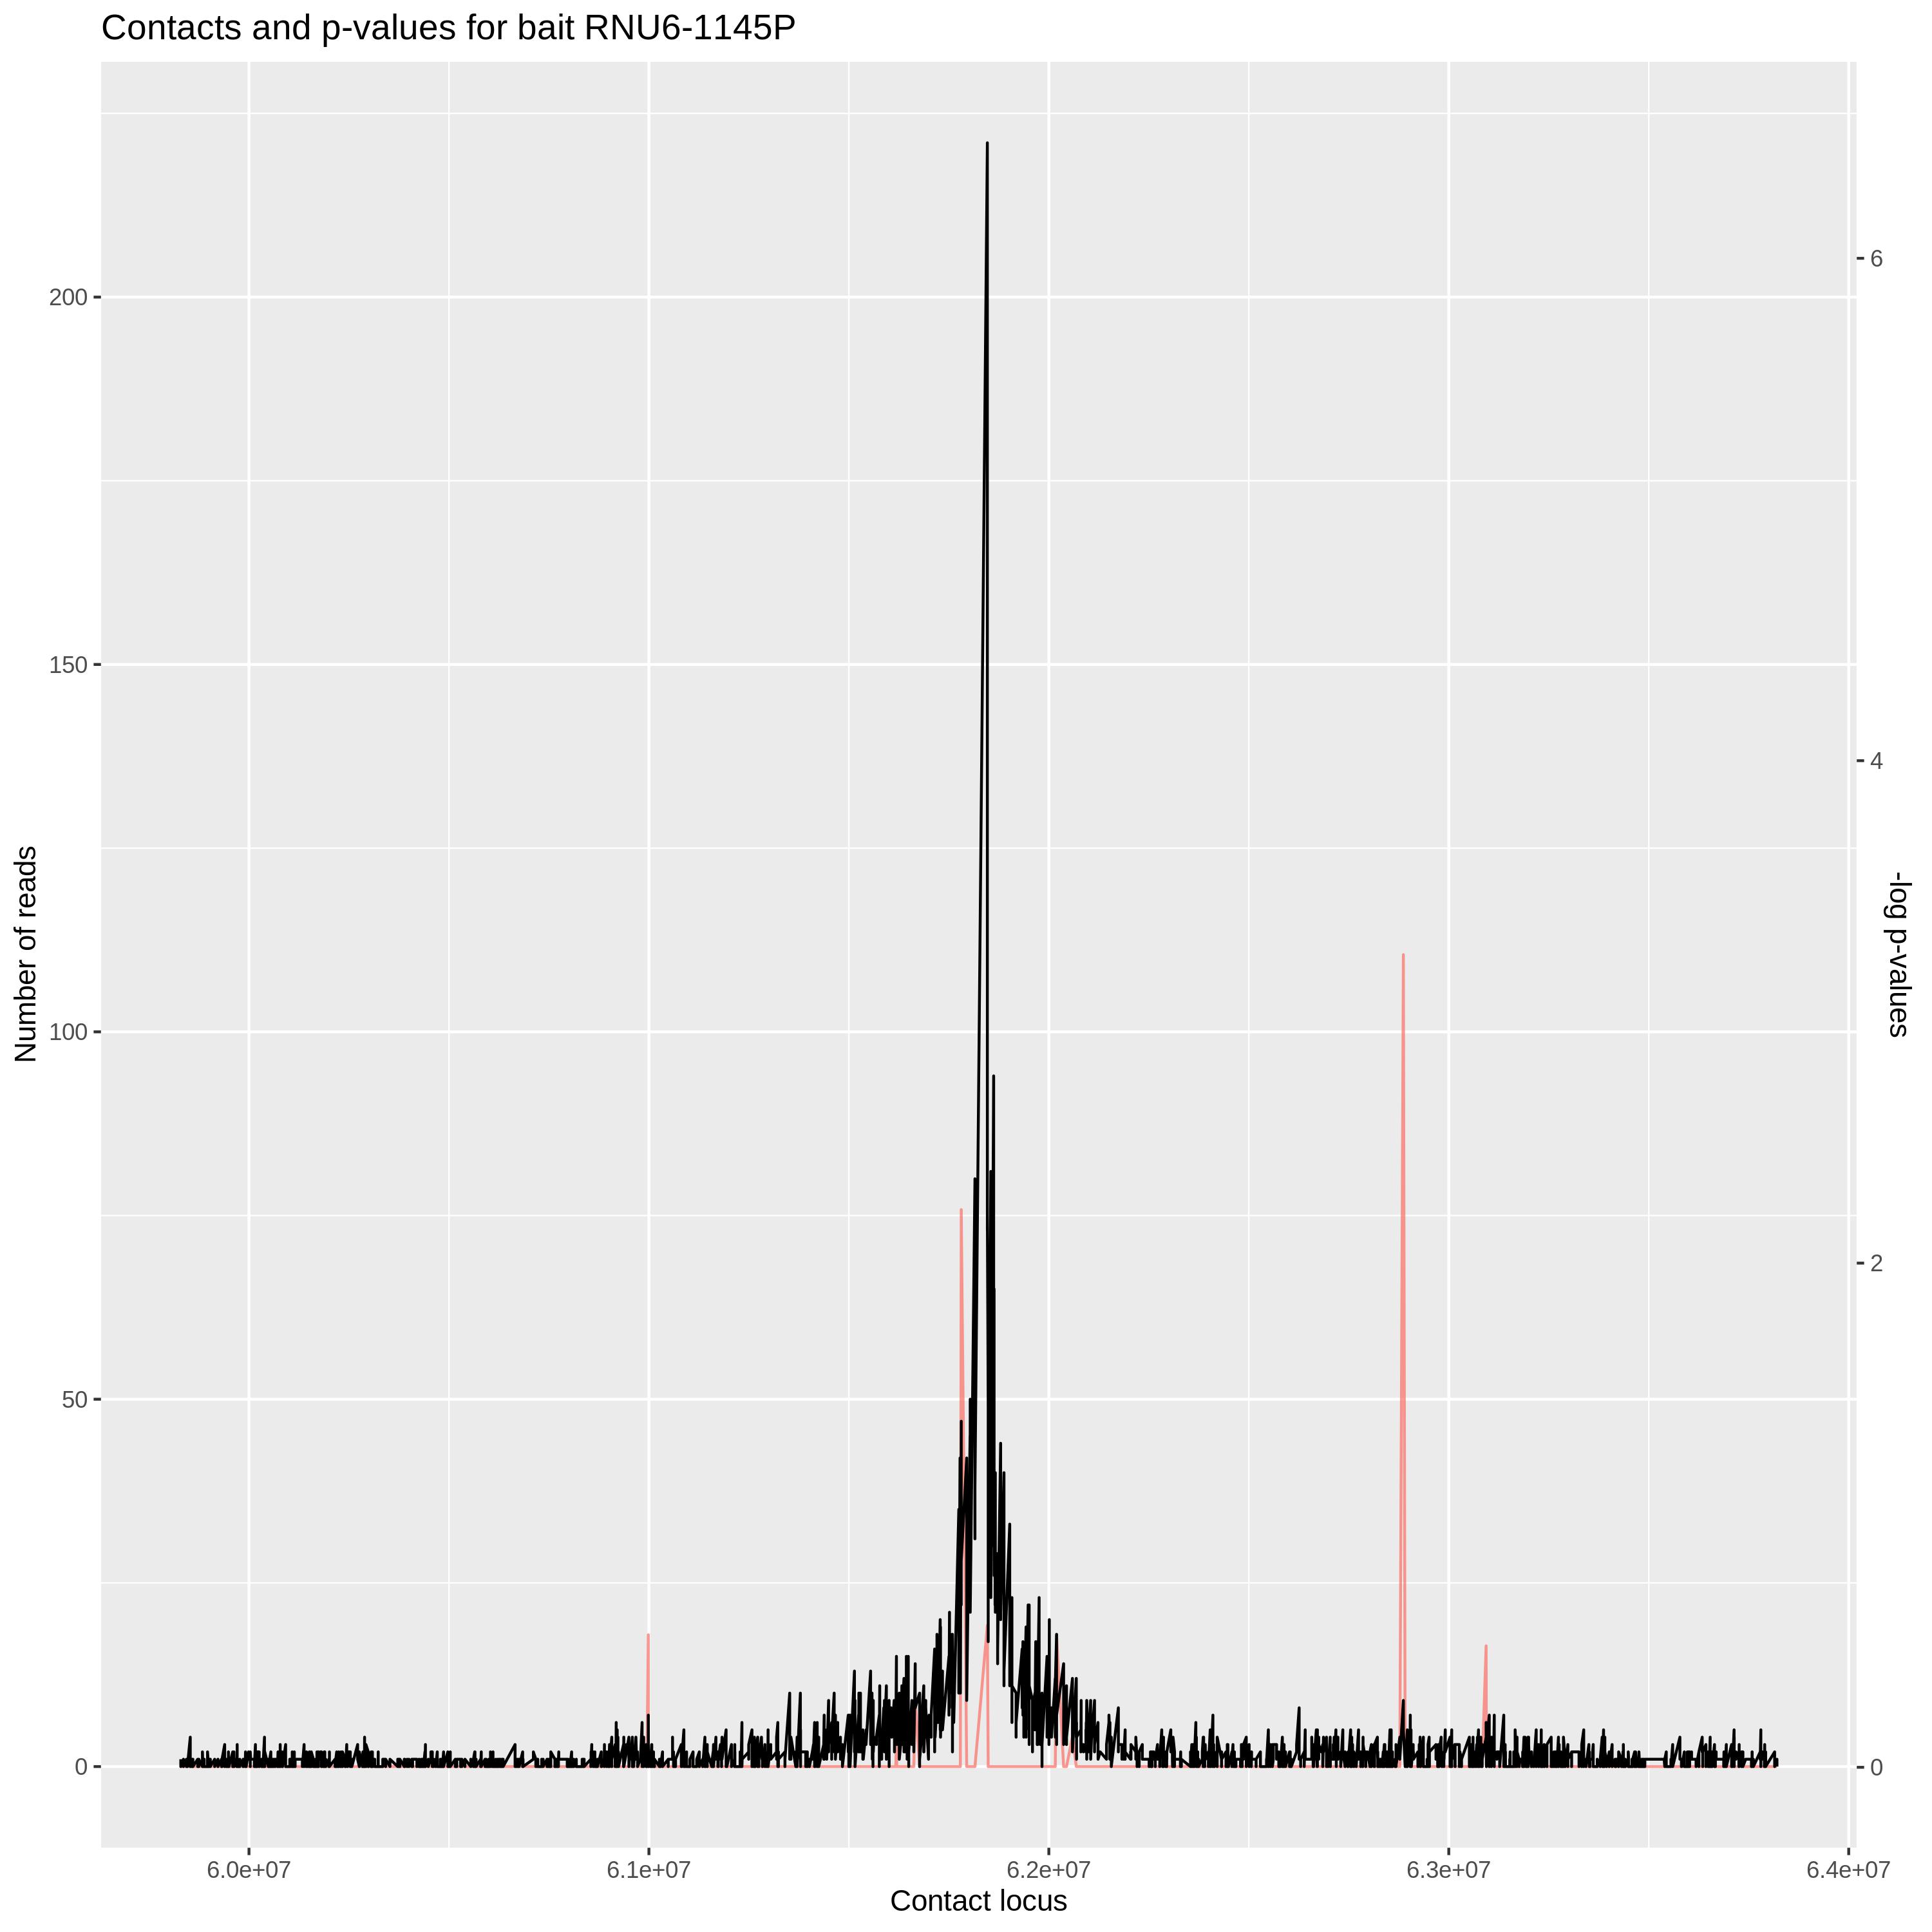 Contacts and p-values for bait RNU6-1145P
Number of reads
200
150
100
50
0
6
4
2
0
-log p-values
6.0e+07
6.1e+07
6.2e+07
6.3e+07
6.4e+07
Contact locus